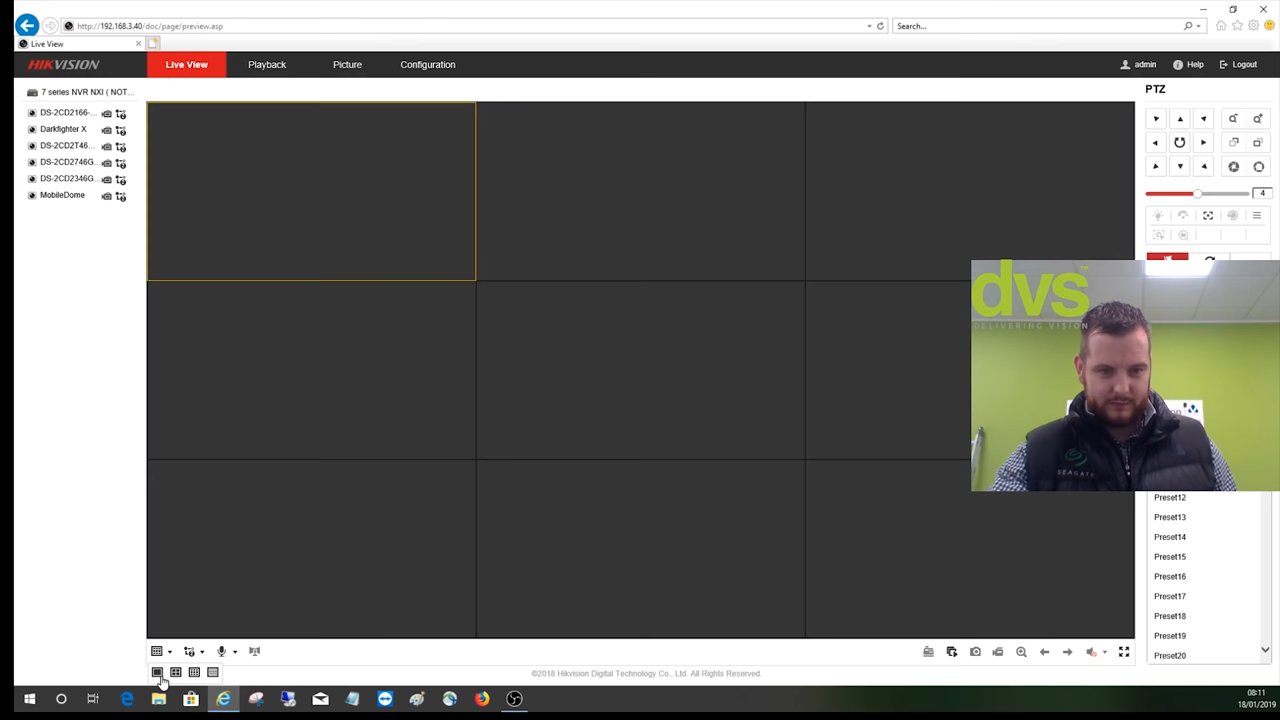 http://192.168.3.40/doc/page/preview.asp
Search...
Live View
HIKVISION
Live View
Playback
Picture
Configuration
admin
Help
Logout
7 series NVR NXI ( NOT...
DS-2CD2166-...
Darkfighter X
DS-2CD2T46...
DS-2CD2746G...
DS-2CD2346G...
MobileDome
PTZ
4
dvs™
DELIVERING VISION
SEAGATE
Preset12
Preset13
Preset14
Preset15
Preset16
Preset17
Preset18
Preset19
Preset20
©2018 Hikvision Digital Technology Co., Ltd. All Rights Reserved.
08:11
18/01/2019